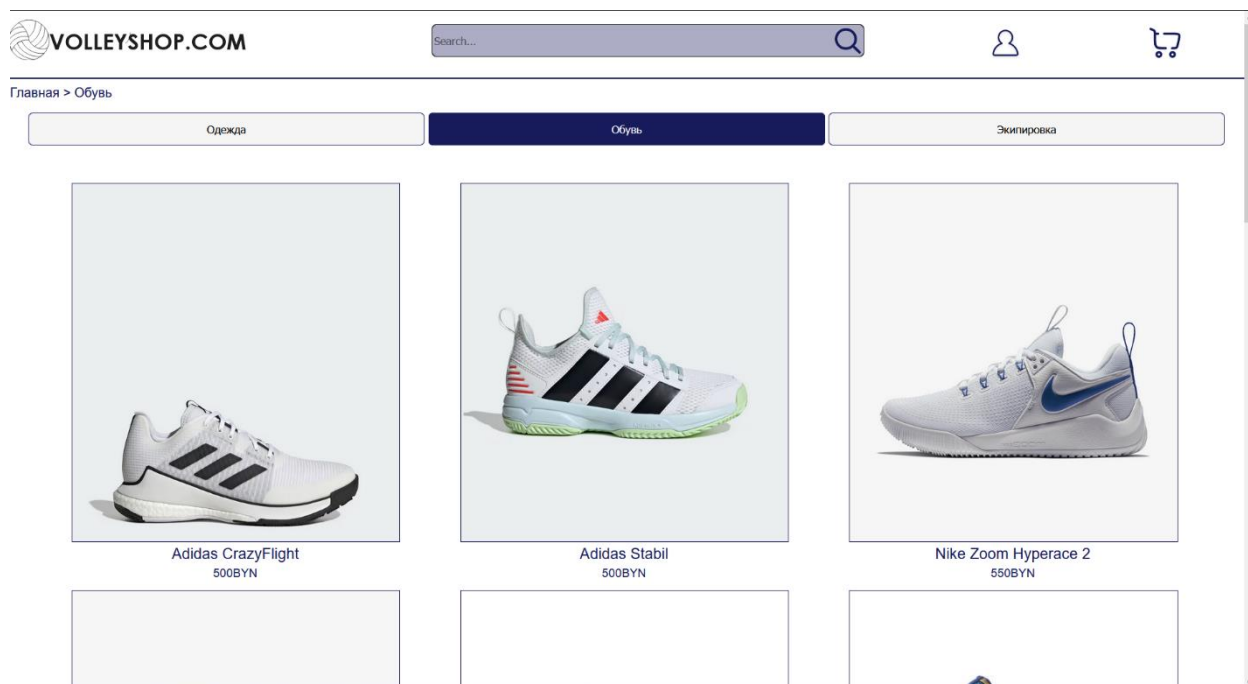 VOLLEYSHOP.COM
Search...
Главная > Обувь
Одежда
Обувь
Экипировка
Adidas CrazyFlight
500BYN
Adidas Stabil
500BYN
Nike Zoom Hyperace 2
550BYN